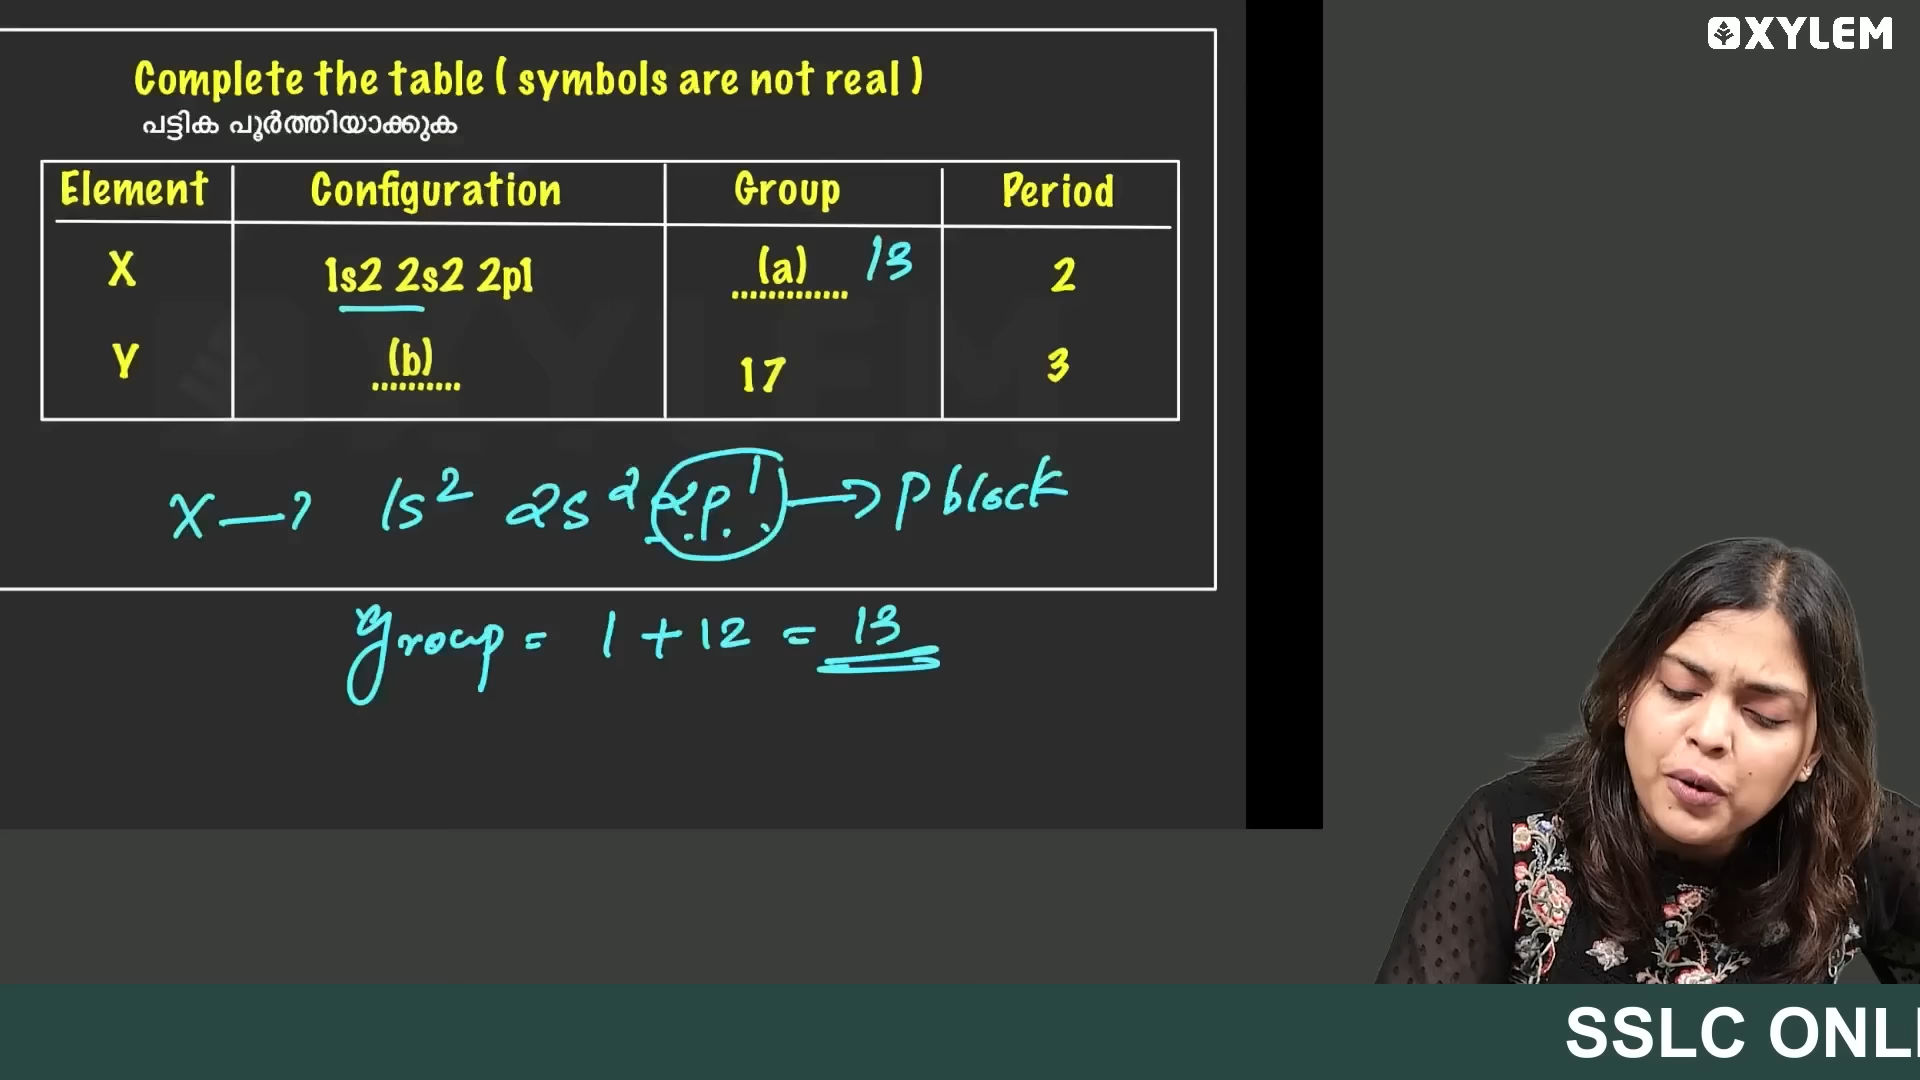 XYLEM
Complete the table ( symbols are not real )
പട്ടിക പൂർത്തിയാക്കുക
Element Configuration Group Period
X 1s2 2s2 2p1 (a) 13 2
Y (b) 17 3
X → 1s² 2s² 2p¹ → p block
group = 1 + 12 = 13
SSLC ONLI